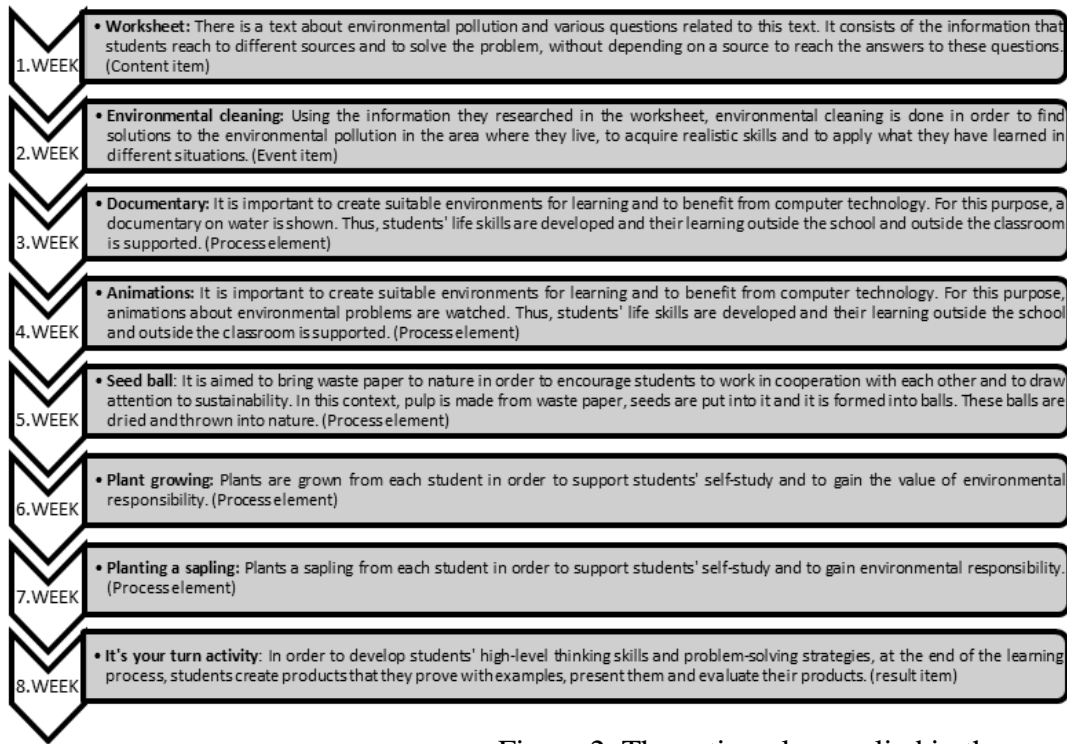 • Worksheet: There is a text about environmental pollution and various questions related to this text. It consists of the information that
students reach to different sources and to solve the problem, without depending on a source to reach the answers to these questions.
(Content item)
1.WEEK
• Environmental cleaning: Using the information they researched in the worksheet, environmental cleaning is done in order to find
solutions to the environmental pollution in the area where they live, to acquire realistic skills and to apply what they have learned in
different situations. (Event item)
2.WEEK
• Documentary: It is important to create suitable environments for learning and to benefit from computer technology. For this purpose, a
documentary on water is shown. Thus, students' life skills are developed and their learning outside the school and outside the classroom
is supported. (Process element)
3.WEEK
• Animations: It is important to create suitable environments for learning and to benefit from computer technology. For this purpose,
animations about environmental problems are watched. Thus, students' life skills are developed and their learning outside the school
and outside the classroom is supported. (Process element)
4.WEEK
• Seed ball: It is aimed to bring waste paper to nature in order to encourage students to work in cooperation with each other and to draw
attention to sustainability. In this context, pulp is made from waste paper, seeds are put into it and it is formed into balls. These balls are
dried and thrown into nature. (Process element)
5.WEEK
• Plant growing: Plants are grown from each student in order to support students' self-study and to gain the value of environmental
responsibility. (Process element)
6.WEEK
• Planting a sapling: Plants a sapling from each student in order to support students' self-study and to gain environmental responsibility.
(Process element)
7.WEEK
• It's your turn activity: In order to develop students' high-level thinking skills and problem-solving strategies, at the end of the learning
process, students create products that they prove with examples, present them and evaluate their products. (result item)
8.WEEK